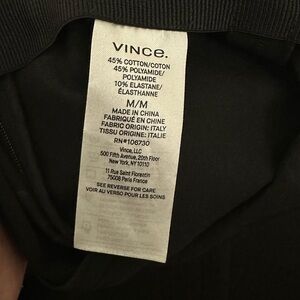 VINCE.
45% COTTON/COTON
45% POLYAMIDE/
POLYAMIDE
10% ELASTANE/
ÉLASTHANNE
M/M
MADE IN CHINA
FABRIQUÉ EN CHINE
FABRIC ORIGIN: ITALY
TISSU ORIGINE: ITALIE
RN#106730
Vince, LLC
500 Fifth Avenue, 20th Floor
New York, NY 10110
11 Rue Saint Florentin
75008 Paris France
SEE REVERSE FOR CARE
VOIR AU VERSO POUR LES SOINS